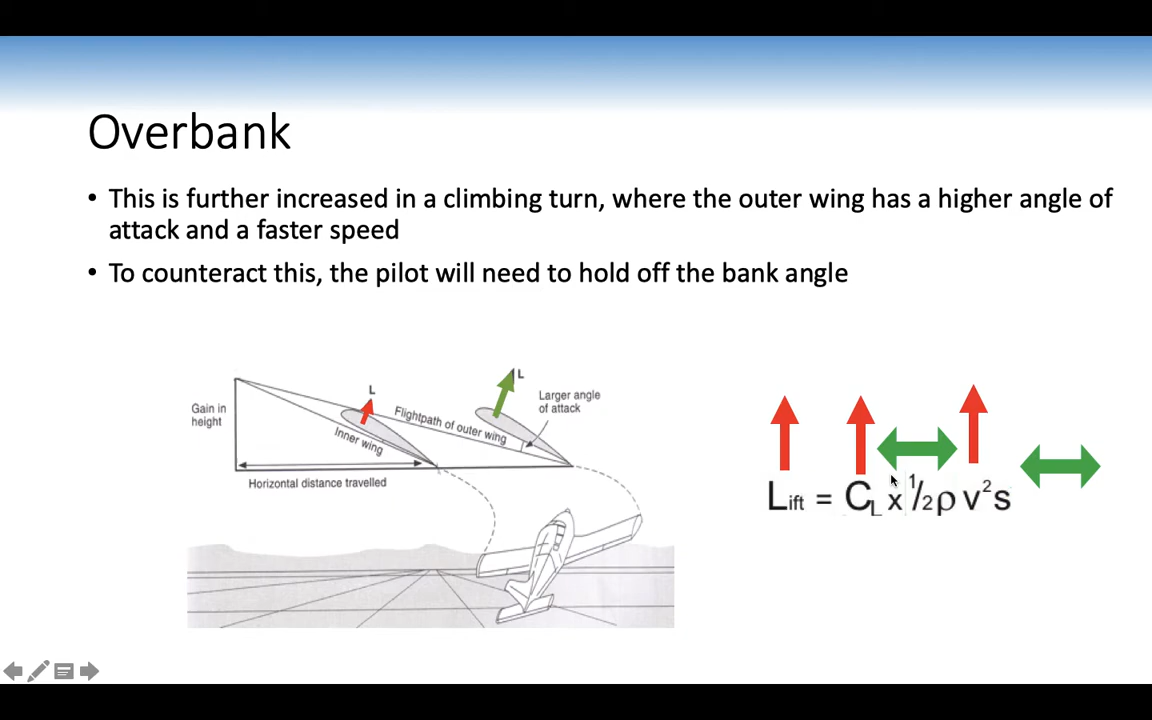 Overbank
• This is further increased in a climbing turn, where the outer wing has a higher angle of
attack and a faster speed
• To counteract this, the pilot will need to hold off the bank angle
L
L
Larger angle
of attack
Gain in
height
Flightpath of outer wing
Inner wing
Horizontal distance travelled
Lift = CL x ½ρ v²s